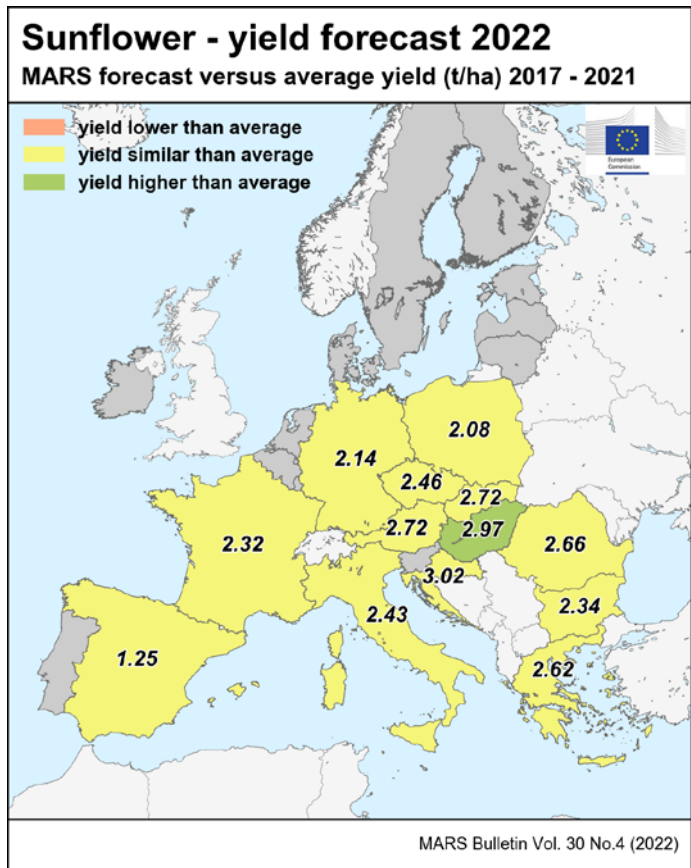 Sunflower - yield forecast 2022
MARS forecast versus average yield (t/ha) 2017 - 2021
yield lower than average
yield similar than average
yield higher than average
European
Commission
2.08
2.14
2.46
2.72
2.72
2.97
2.32
2.66
3.02
2.43
2.34
1.25
2.62
MARS Bulletin Vol. 30 No.4 (2022)